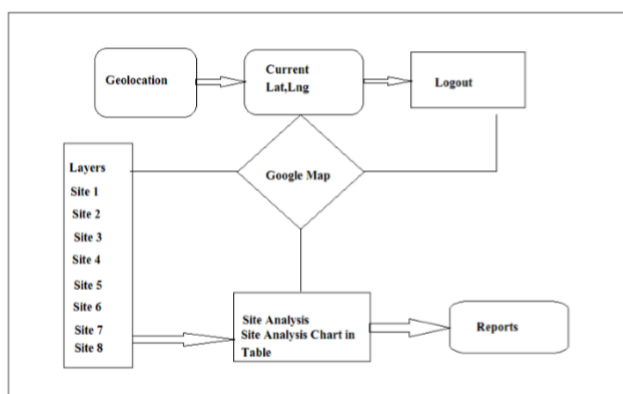 Geolocation
Current
Lat,Lng
Logout
Google Map
Layers
Site 1
Site 2
Site 3
Site 4
Site 5
Site 6
Site 7
Site 8
Site Analysis
Site Analysis Chart in
Table
Reports